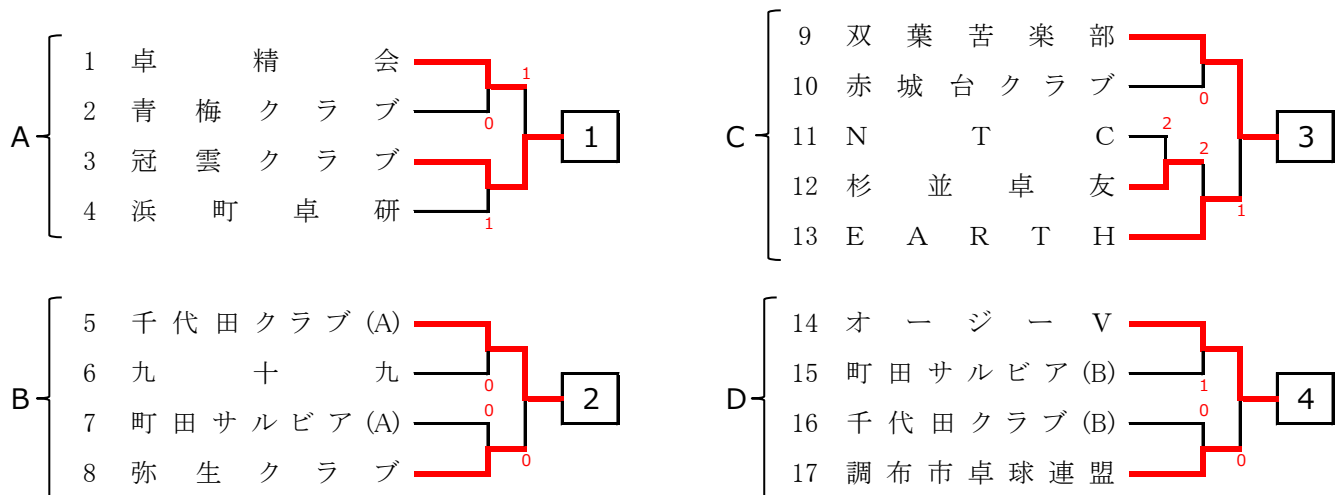 A
1 卓精会
2 青梅クラブ
3 冠雲クラブ
4 浜町卓研
1
0
1
1
B
5 千代田クラブ(A)
6 九十九
7 町田サルビア(A)
8 弥生クラブ
0
0
0
2
C
9 双葉苦楽部
10 赤城台クラブ
11 NTC
12 杉並卓友
13 EARTH
0
2
2
1
3
D
14 オージーV
15 町田サルビア(B)
16 千代田クラブ(B)
17 調布市卓球連盟
1
0
0
4